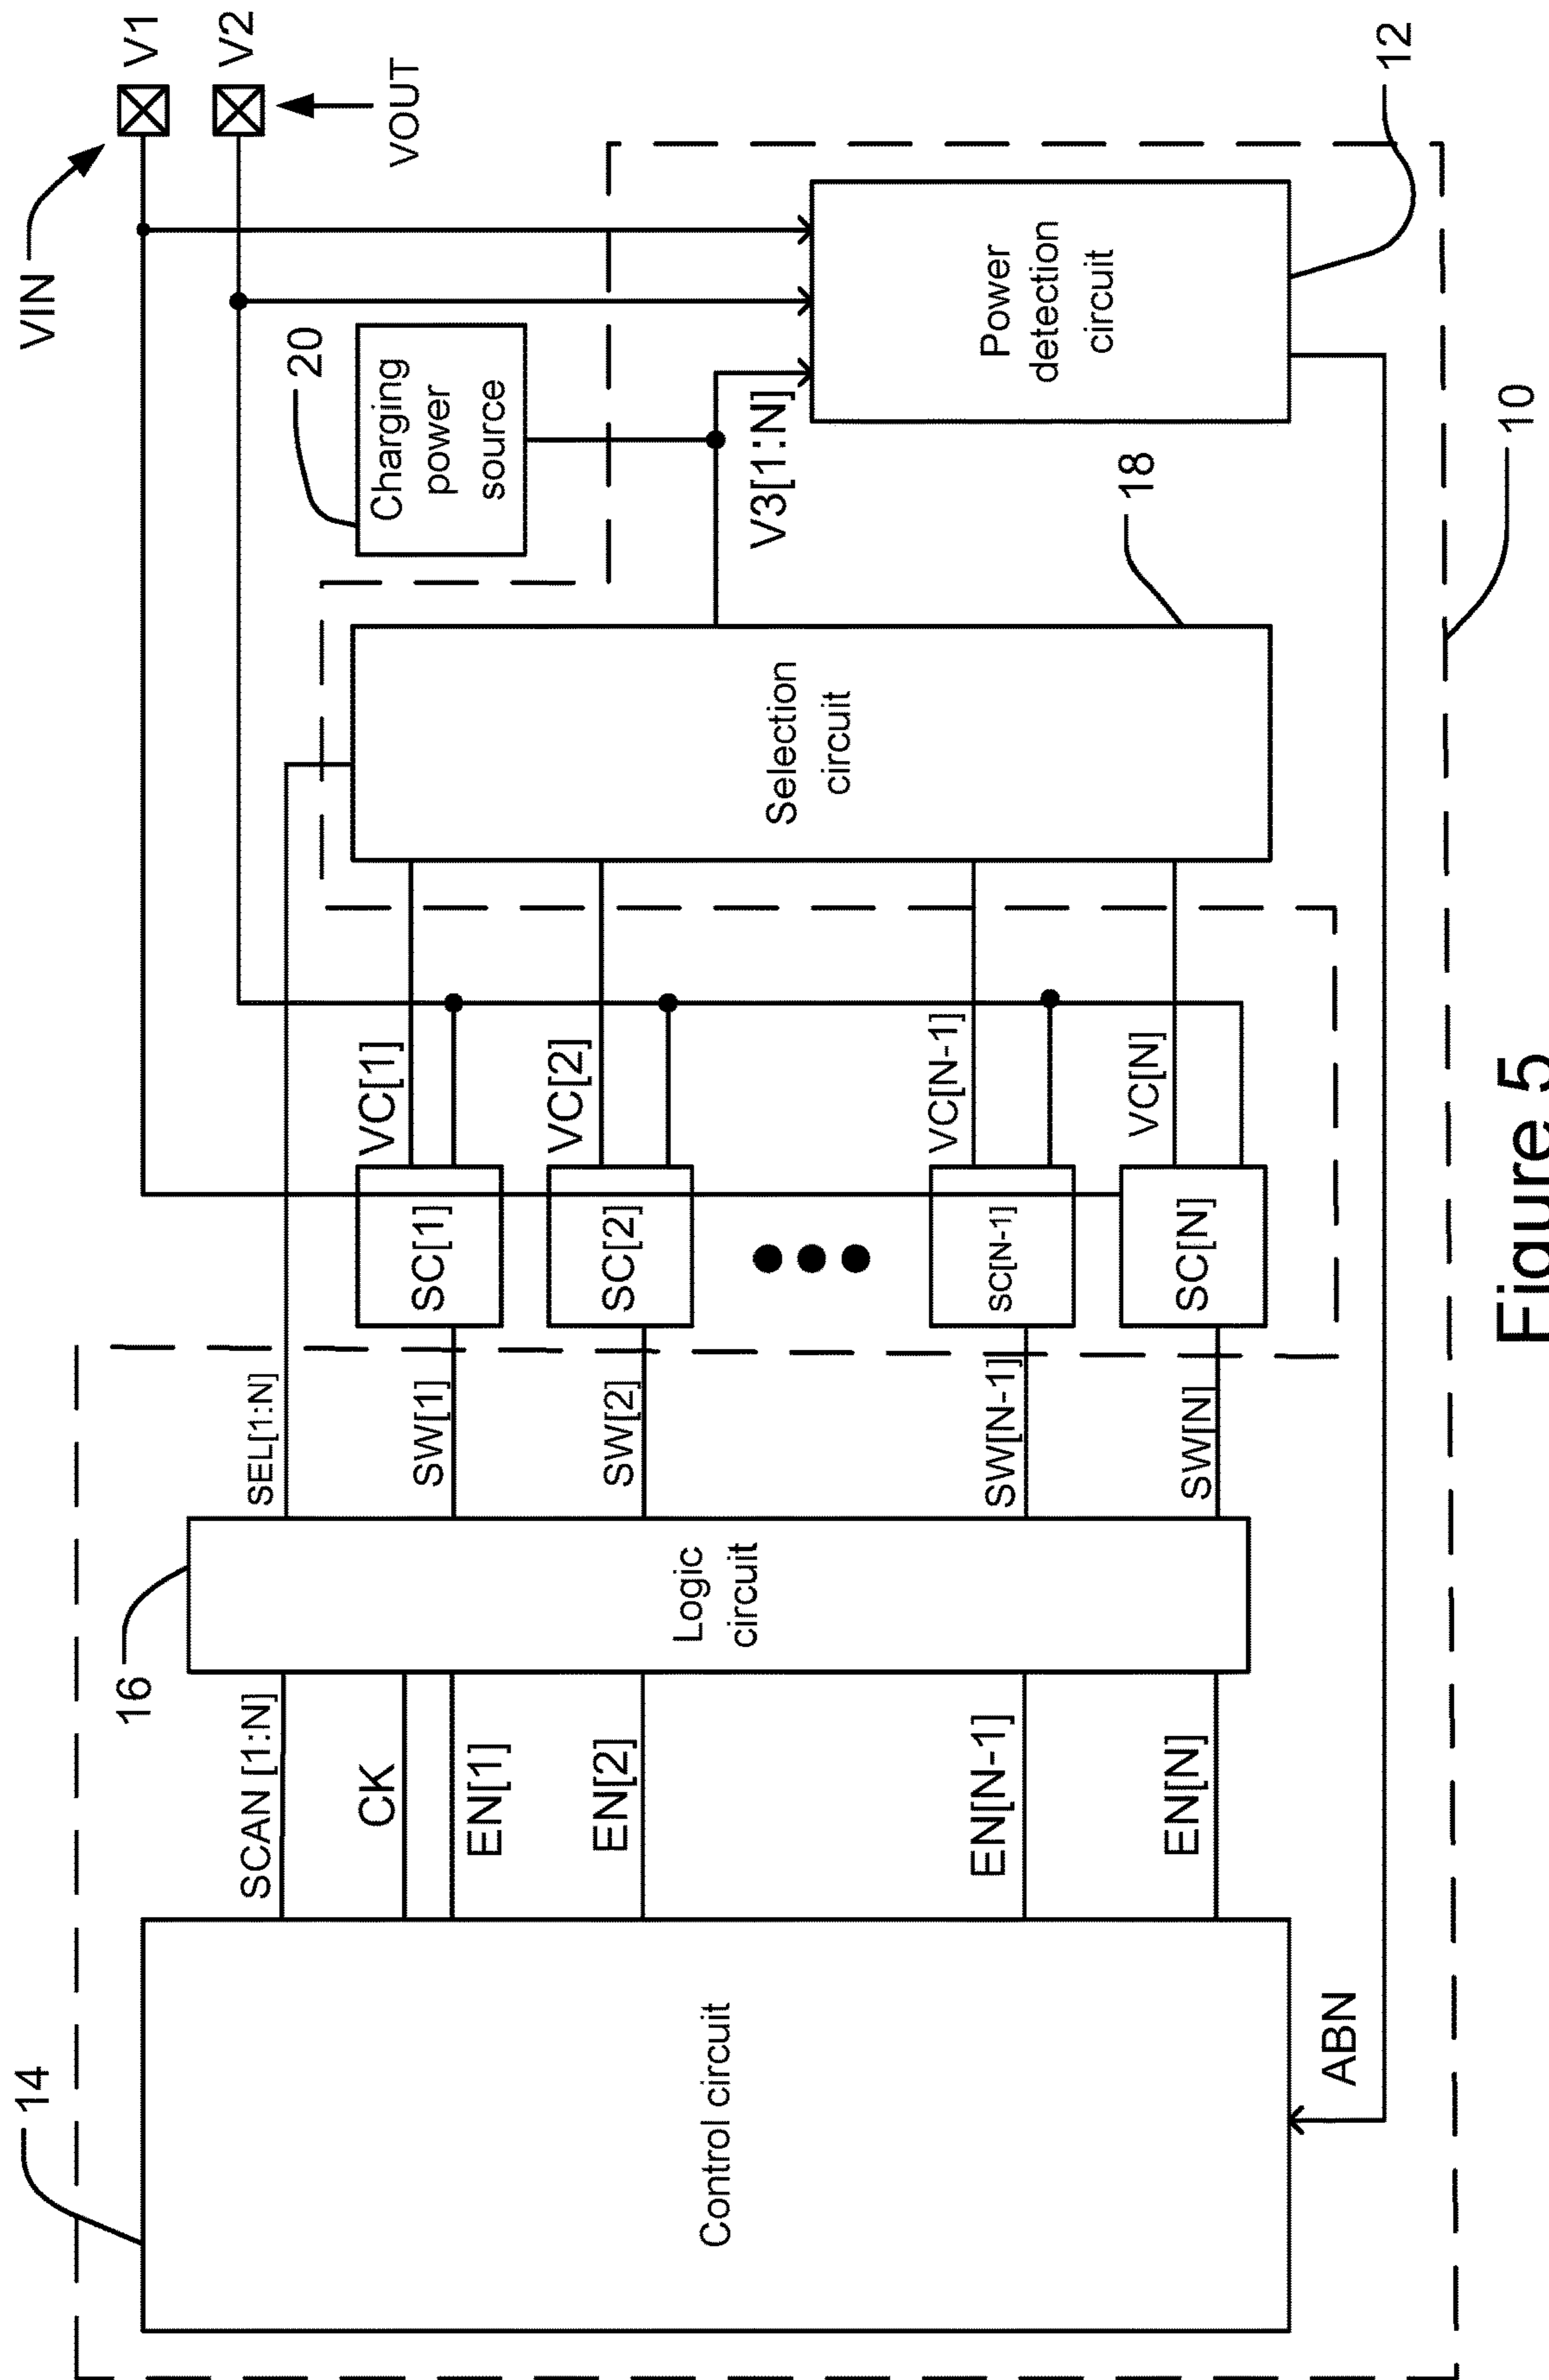 VIN
V1
V2
VOUT
20
Charging
power
source
12
Power
detection
circuit
V3[1:N]
10
18
Selection
circuit
VC[1]
VC[2]
VC[N-1]
VC[N]
SC[1]
SC[2]
SC[N-1]
SC[N]
SEL[1:N]
SW[1]
SW[2]
SW[N-1]
SW[N]
16
Logic
circuit
SCAN [1:N]
CK
EN[1]
EN[2]
EN[N-1]
EN[N]
14
Control circuit
ABN
Figure 5